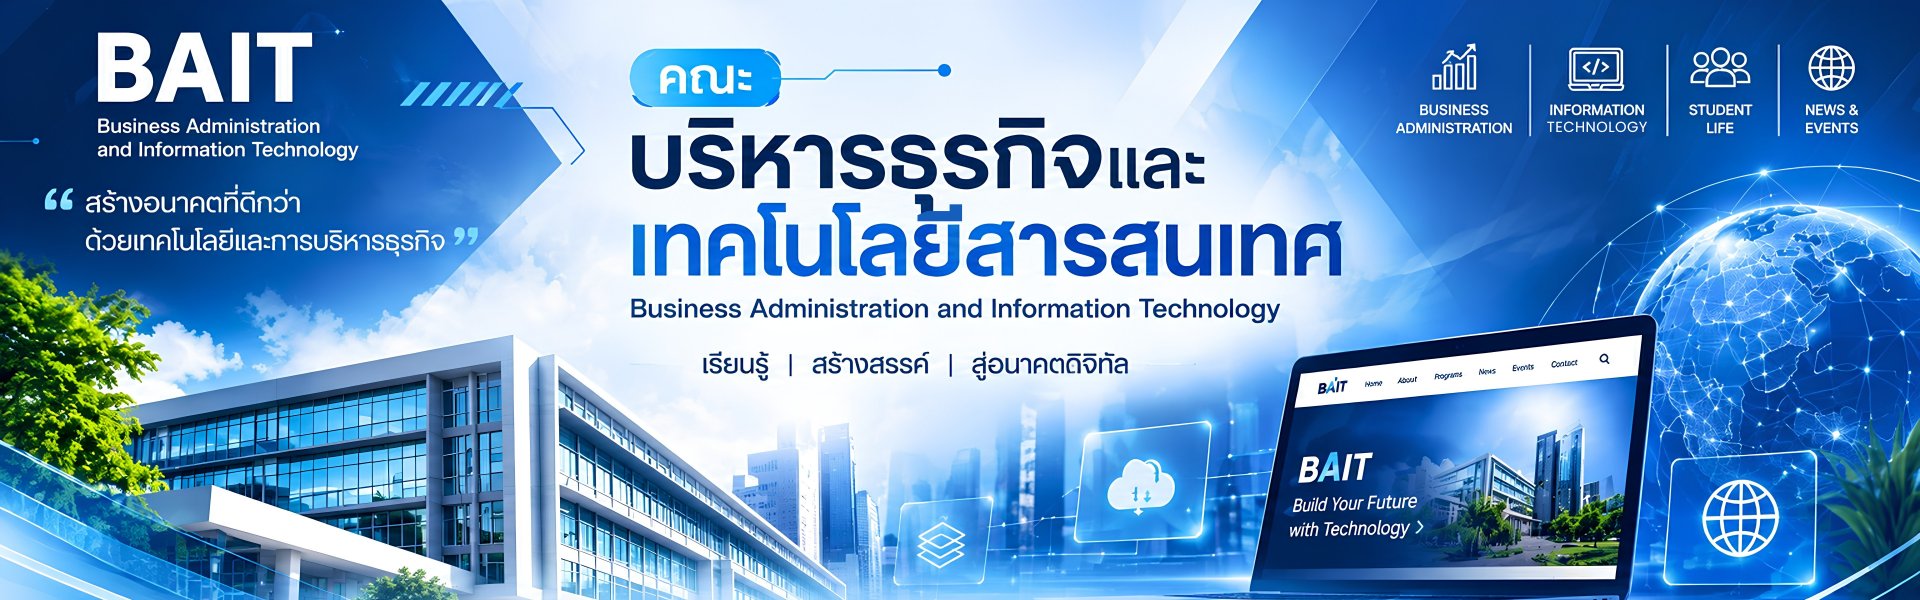 BAIT
Business Administration
and Information Technology
“ สร้างอนาคตที่ดีกว่า
ด้วยเทคโนโลยีและการบริหารธุรกิจ ”
คณะ
บริหารธุรกิจและ
เทคโนโลยีสารสนเทศ
Business Administration and Information Technology
เรียนรู้ | สร้างสรรค์ | สู่อนาคตดิจิทัล
BUSINESS
ADMINISTRATION
INFORMATION
TECHNOLOGY
STUDENT
LIFE
NEWS &
EVENTS
BAIT Home About Programs News Events Contact
BAIT
Build Your Future
with Technology >